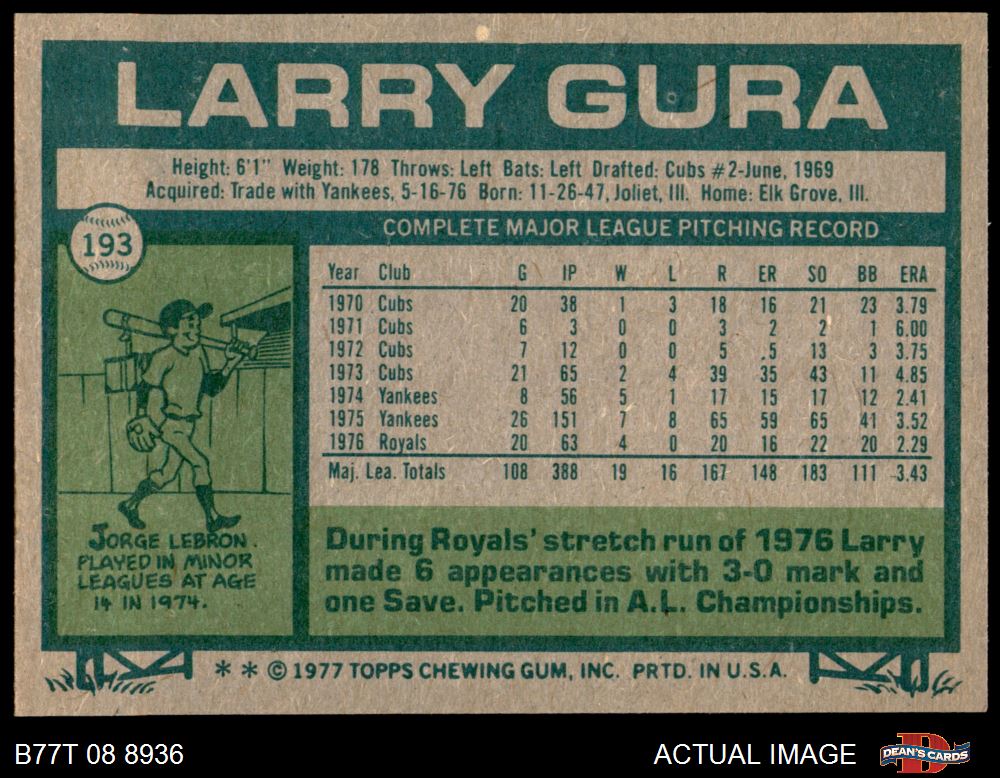 LARRY GURA
Height: 6'1" Weight: 178 Throws: Left Bats: Left Drafted: Cubs #2-June, 1969
Acquired: Trade with Yankees, 5-16-76 Born: 11-26-47, Joliet, Ill. Home: Elk Grove, Ill.
193
COMPLETE MAJOR LEAGUE PITCHING RECORD
Year Club G IP W L R ER SO BB ERA
1970 Cubs 20 38 1 3 18 16 21 23 3.79
1971 Cubs 6 3 0 0 3 2 2 1 6.00
1972 Cubs 7 12 0 0 5 5 13 3 3.75
1973 Cubs 21 65 2 4 39 35 43 11 4.85
1974 Yankees 8 56 5 1 17 15 17 12 2.41
1975 Yankees 26 151 7 8 65 59 65 41 3.52
1976 Royals 20 63 4 0 20 16 22 20 2.29
Maj. Lea. Totals 108 388 19 16 167 148 183 111 3.43
JORGE LEBRON
PLAYED IN MINOR
LEAGUES AT AGE
14 IN 1974.
During Royals' stretch run of 1976 Larry
made 6 appearances with 3-0 mark and
one Save. Pitched in A.L. Championships.
* * © 1977 TOPPS CHEWING GUM, INC. PRTD. IN U.S.A.
B77T 08 8936
ACTUAL IMAGE
D
DEAN'S CARDS